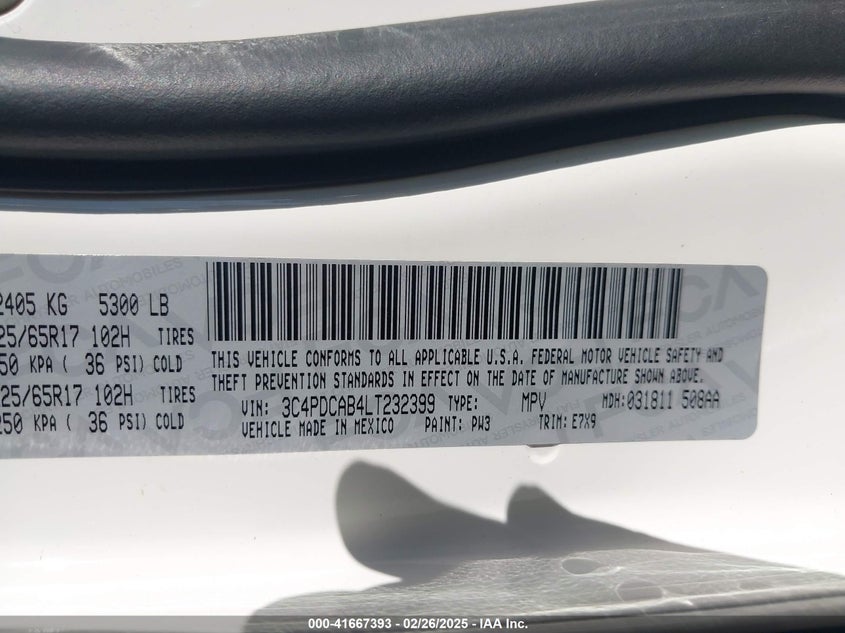 2405 KG 5300 LB
25/65R17 102H TIRES
50 KPA ( 36 PSI) COLD
25/65R17 102H TIRES
250 KPA ( 36 PSI) COLD
THIS VEHICLE CONFORMS TO ALL APPLICABLE U.S.A. FEDERAL MOTOR VEHICLE SAFETY AND
THEFT PREVENTION STANDARDS IN EFFECT ON THE DATE OF MANUFACTURE SHOWN ABOVE.
VIN: 3C4PDCAB4LT232399 TYPE: MPV MDH:031811 508AA
VEHICLE MADE IN MEXICO PAINT: PW3 TRIM: E7X9
000-41667393 - 02/26/2025 - IAA Inc.